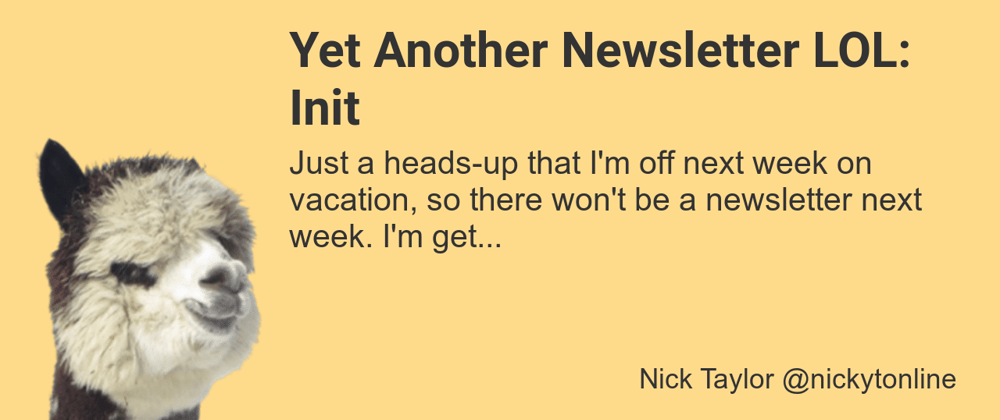 Yet Another Newsletter LOL:
Init
Just a heads-up that I'm off next week on
vacation, so there won't be a newsletter next
week. I'm get...
Nick Taylor @nickytonline